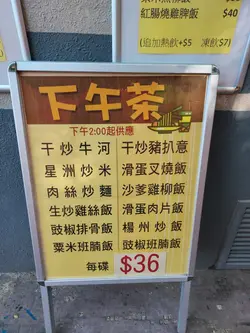 紅腸燒雞脾飯 $40
(追加熱飲+$5 凍飲$7)
下午茶
下午2:00起供應
干炒牛河 干炒豬扒意
星洲炒米 滑蛋叉燒飯
肉絲炒麵 沙爹雞柳飯
生炒雞絲飯 滑蛋肉片飯
豉椒排骨飯 楊州炒飯
粟米班腩飯 豉椒班腩飯
每碟 $36